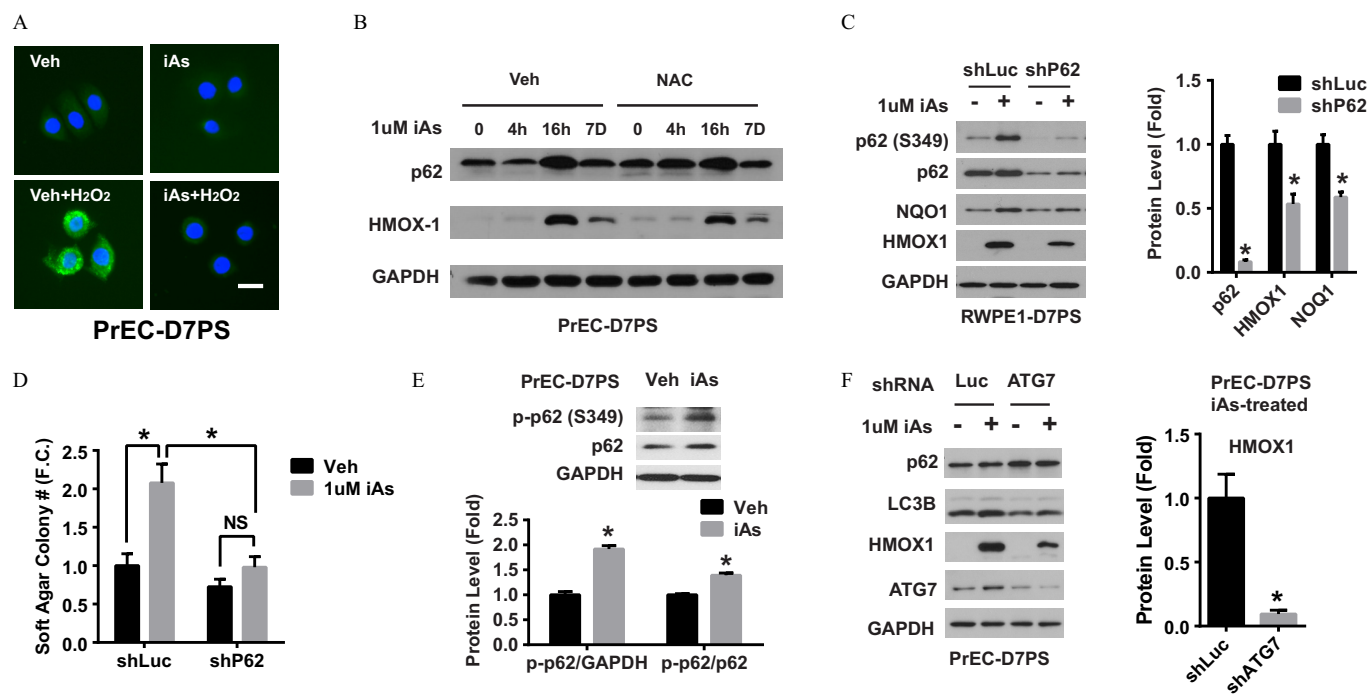 A
Veh
iAs
Veh+H2O2
iAs+H2O2
PrEC-D7PS
B
Veh NAC
1uM iAs 0 4h 16h 7D 0 4h 16h 7D
p62
HMOX-1
GAPDH
PrEC-D7PS
C
shLuc shP62
1uM iAs - + - +
p62 (S349)
p62
NQO1
HMOX1
GAPDH
RWPE1-D7PS
Protein Level (Fold)
1.5
1.0
0.5
0.0
shLuc
shP62
* * *
p62 HMOX1 NOQ1
D
Soft Agar Colony # (F.C.)
2.5
2.0
1.5
1.0
0.5
0.0
* *
NS
Veh
1uM iAs
shLuc shP62
E
PrEC-D7PS Veh iAs
p-p62 (S349)
p62
GAPDH
Protein Level (Fold)
2.5
2.0
1.5
1.0
0.5
0.0
* *
Veh
iAs
p-p62/GAPDH p-p62/p62
F
shRNA Luc ATG7
1uM iAs - + - +
p62
LC3B
HMOX1
ATG7
GAPDH
PrEC-D7PS
PrEC-D7PS
iAs-treated
HMOX1
Protein Level (Fold)
1.5
1.0
0.5
0.0
*
shLuc shATG7